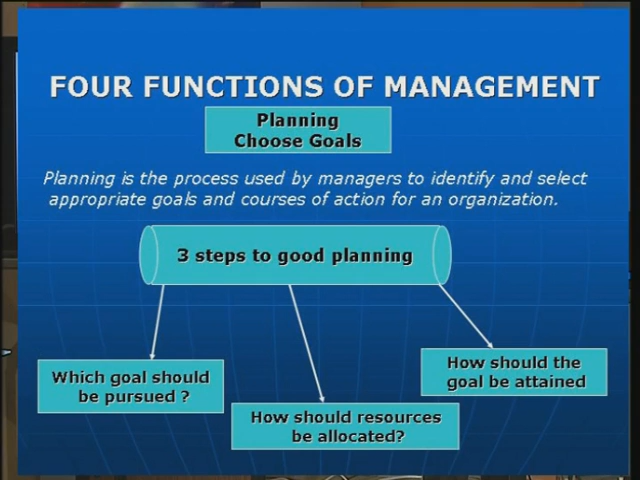 FOUR FUNCTIONS OF MANAGEMENT
Planning
Choose Goals
Planning is the process used by managers to identify and select
appropriate goals and courses of action for an organization.
3 steps to good planning
Which goal should
be pursued ?
How should resources
be allocated?
How should the
goal be attained